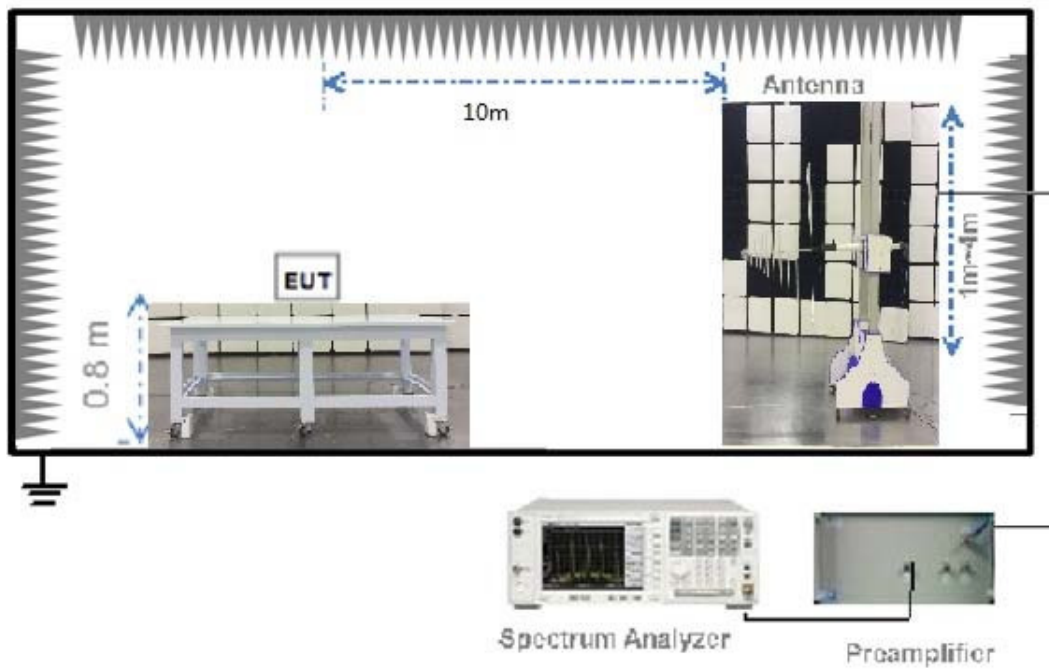 Antenna
10m
1m~4m
EUT
0.8 m
Spectrum Analyzer
Preamplifier